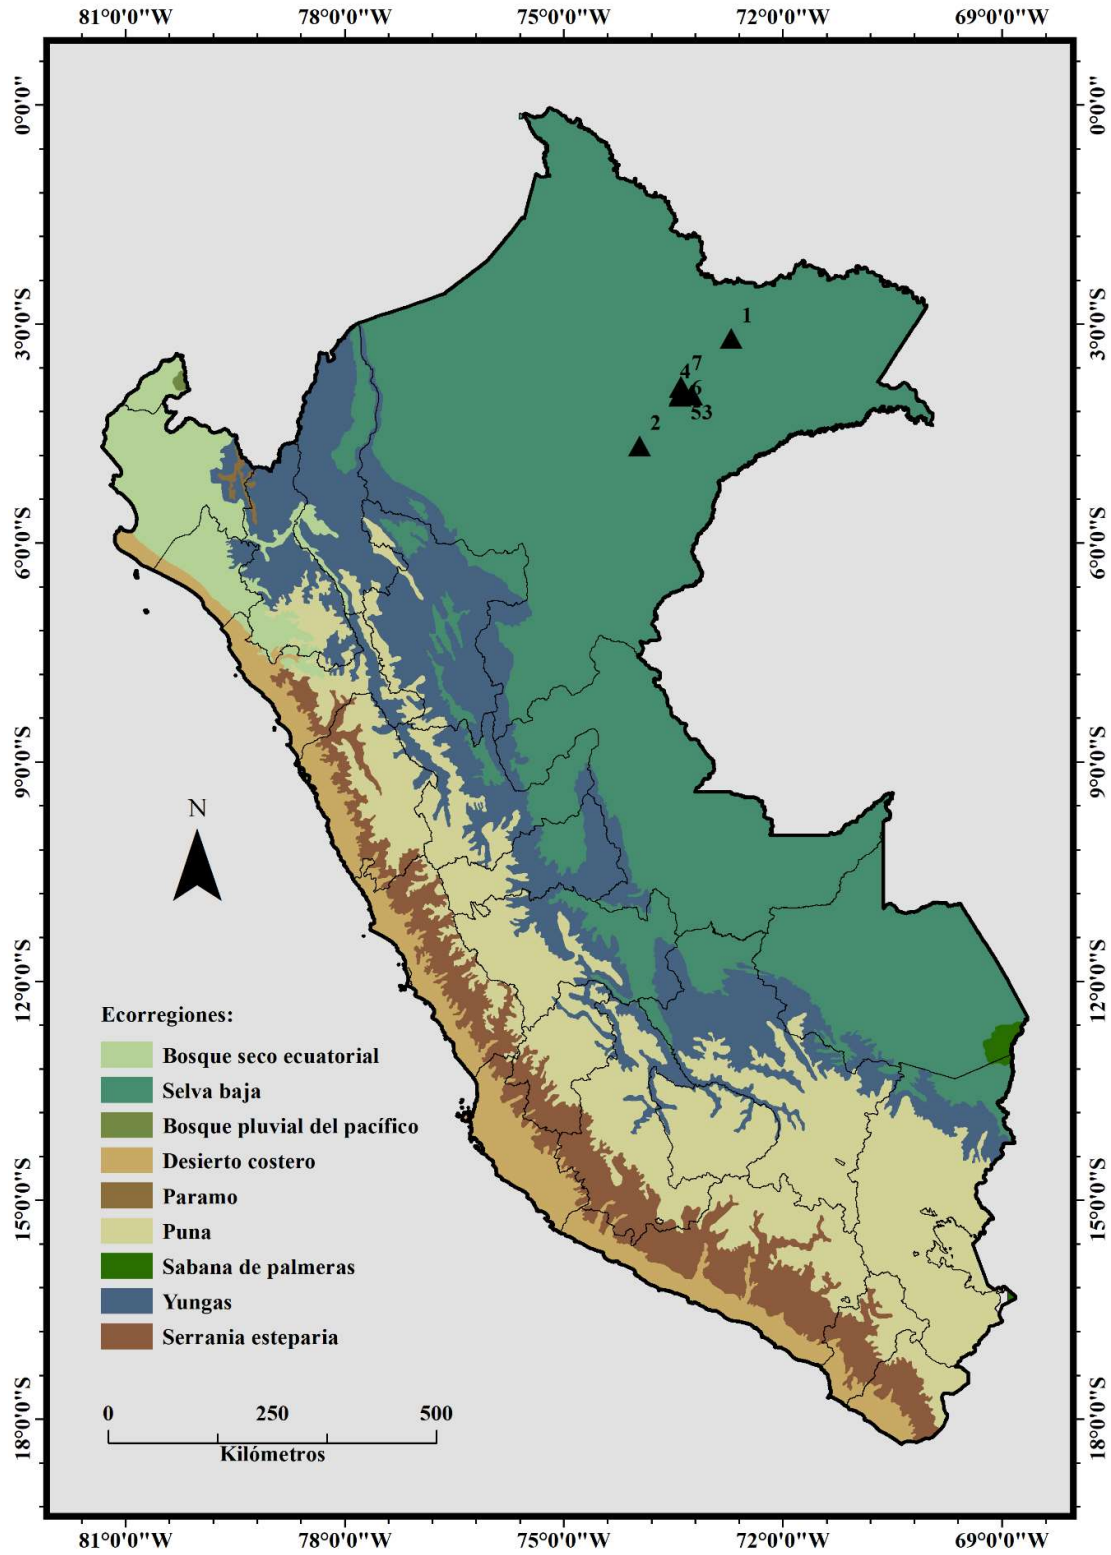 81°0'0"W 78°0'0"W 75°0'0"W 72°0'0"W 69°0'0"W
0°0'0" 0°0'0"
3°0'0"S 3°0'0"S
1
7
4
6
53
2
6°0'0"S 6°0'0"S
9°0'0"S 9°0'0"S
N
12°0'0"S 12°0'0"S
Ecorregiones:
Bosque seco ecuatorial
Selva baja
Bosque pluvial del pacífico
Desierto costero
Paramo
Puna
Sabana de palmeras
Yungas
Serrania esteparia
15°0'0"S 15°0'0"S
0 250 500
Kilómetros
18°0'0"S 18°0'0"S
81°0'0"W 78°0'0"W 75°0'0"W 72°0'0"W 69°0'0"W